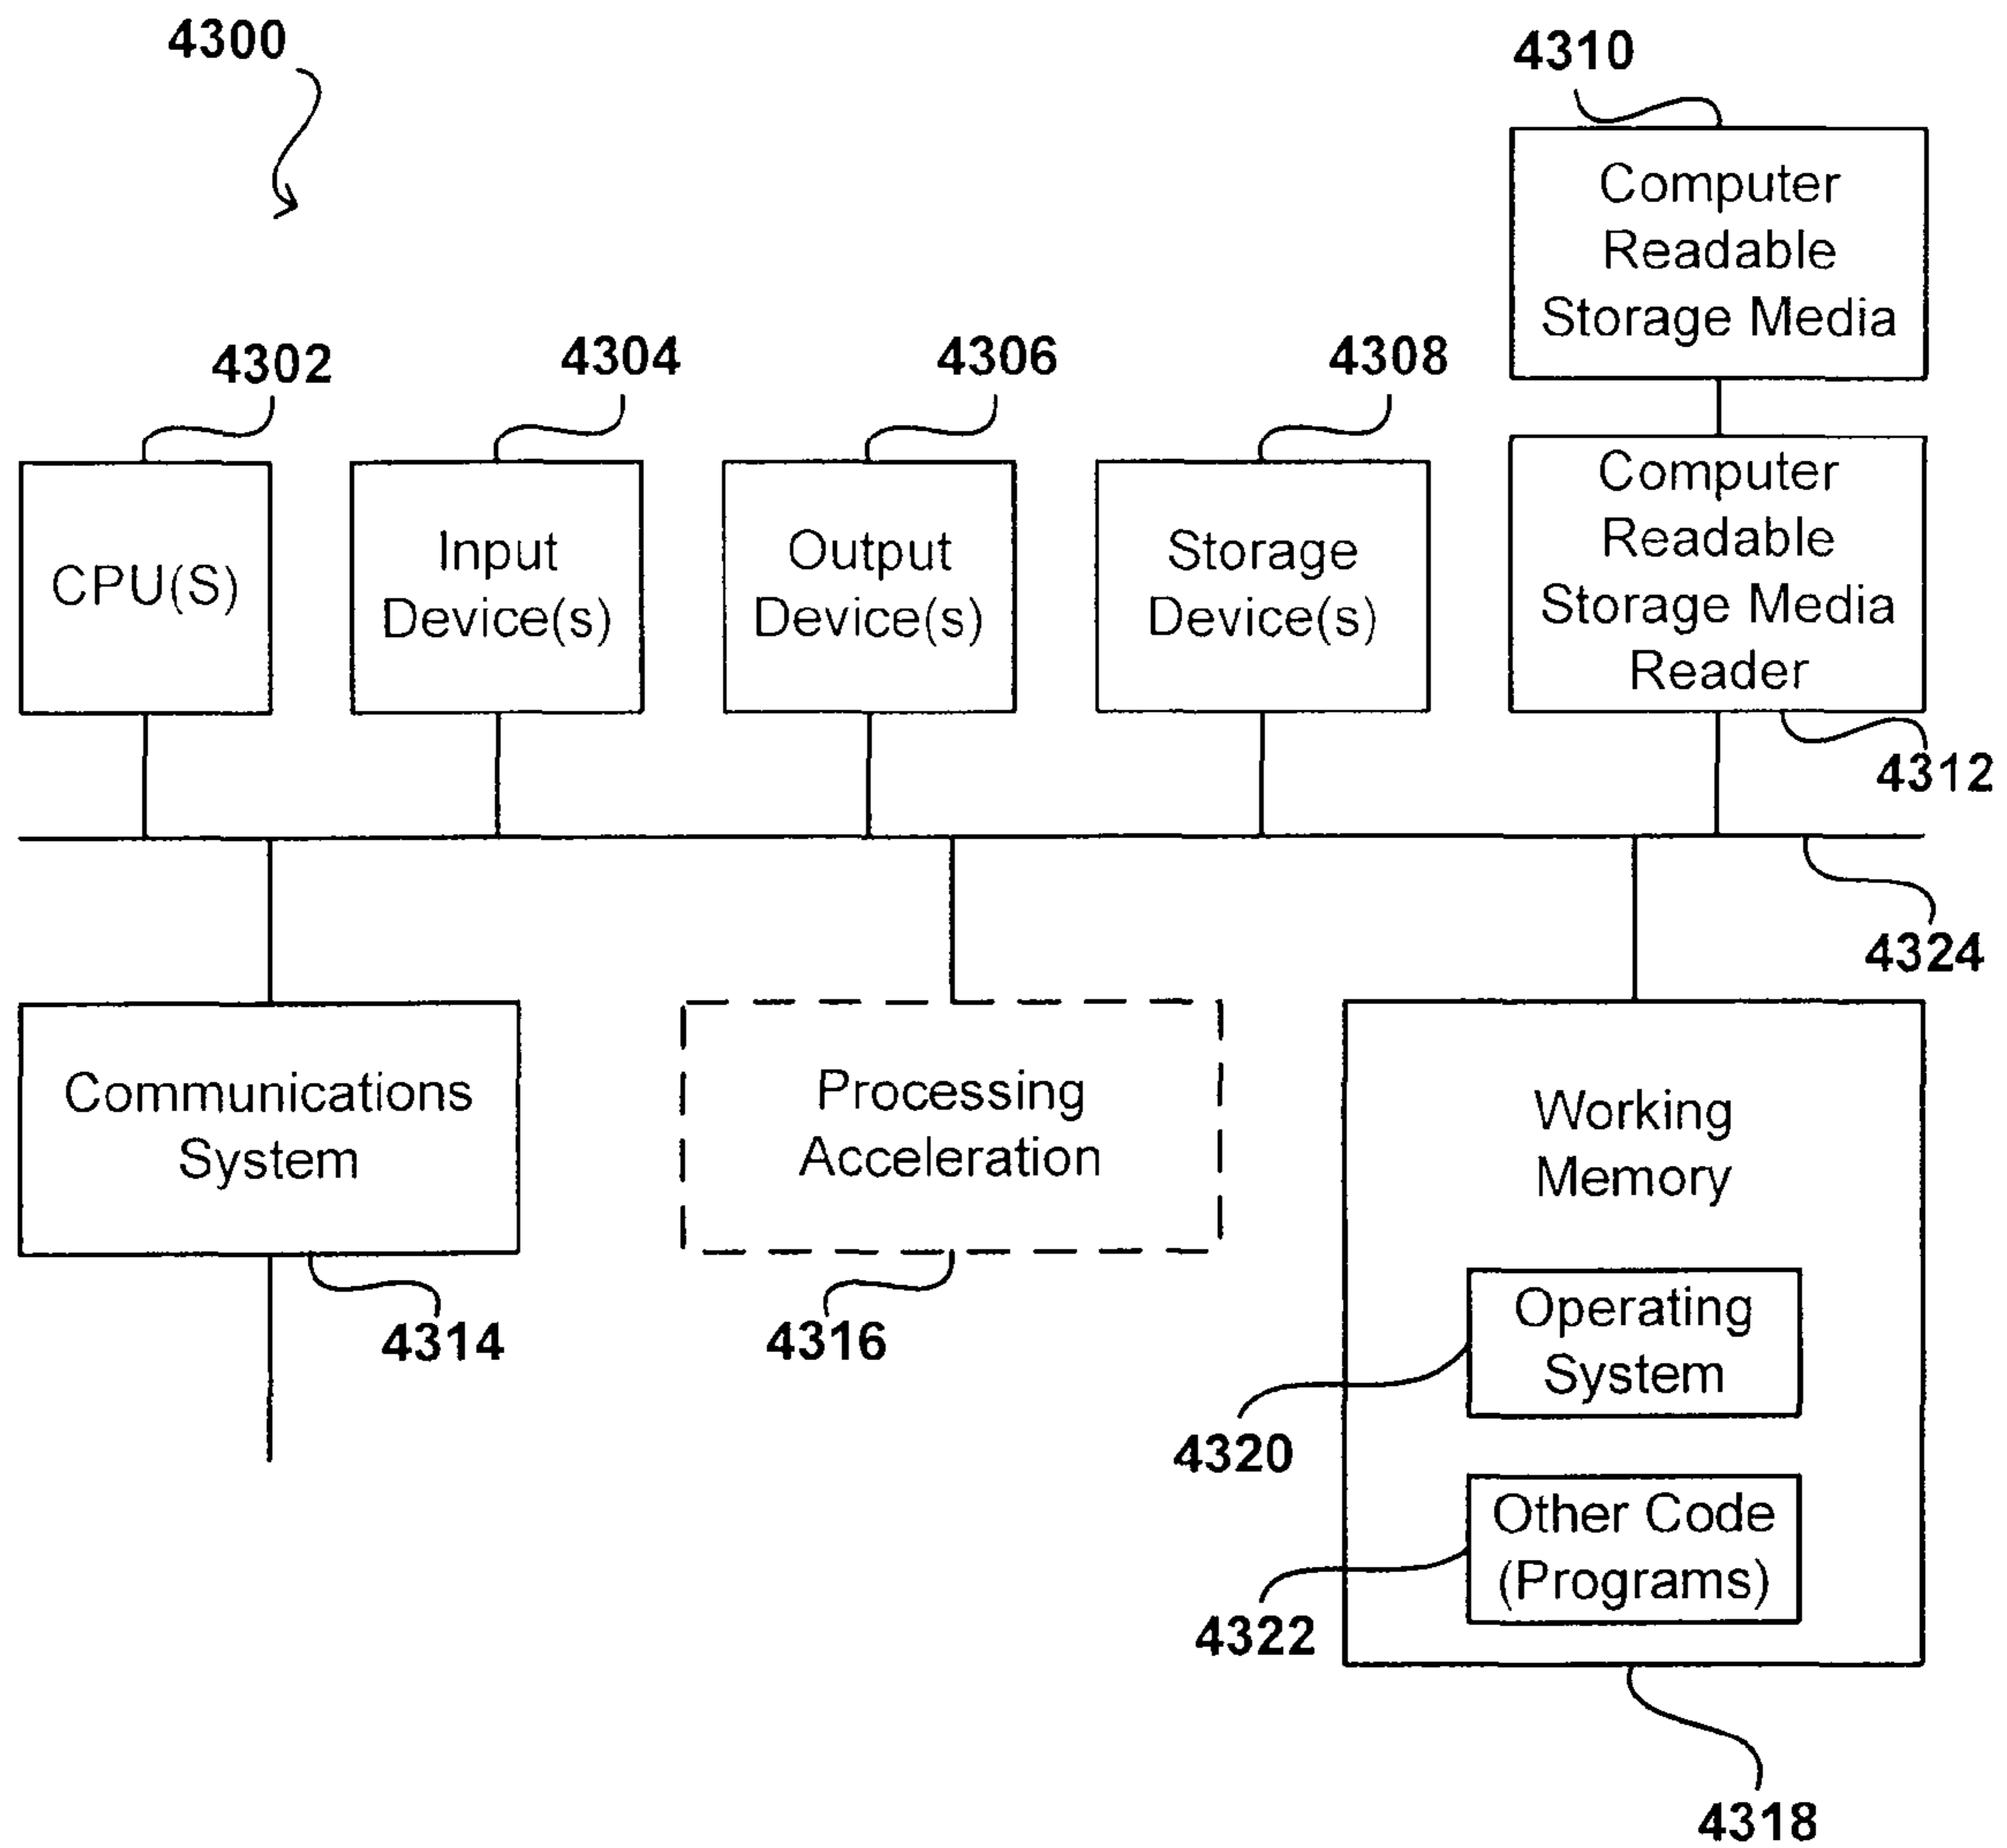 4300
4310
Computer
Readable
Storage Media
4302
4304
4306
4308
CPU(S)
Input
Device(s)
Output
Device(s)
Storage
Device(s)
Computer
Readable
Storage Media
Reader
4312
4324
Communications
System
4314
Processing
Acceleration
4316
Working
Memory
Operating
System
4320
Other Code
(Programs)
4322
4318